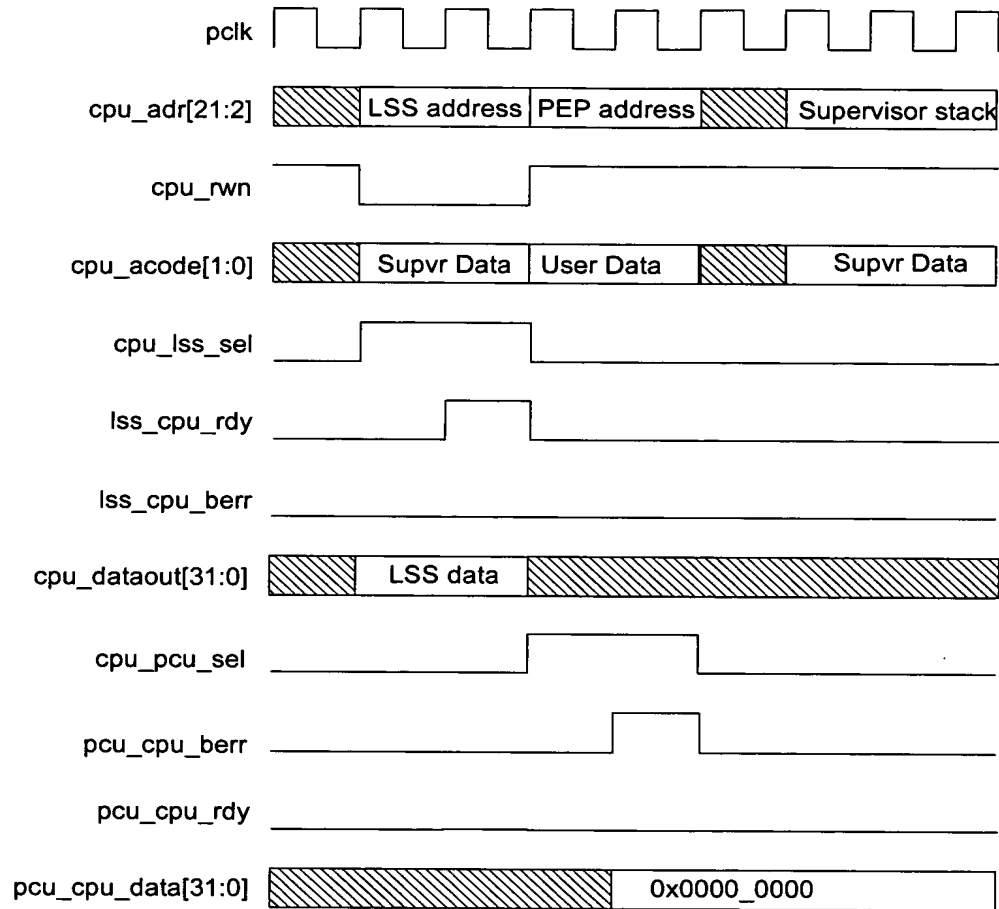 pclk
cpu_adr[21:2] LSS address PEP address Supervisor stack
cpu_rwn
cpu_acode[1:0] Supvr Data User Data Supvr Data
cpu_lss_sel
lss_cpu_rdy
lss_cpu_berr
cpu_dataout[31:0] LSS data
cpu_pcu_sel
pcu_cpu_berr
pcu_cpu_rdy
pcu_cpu_data[31:0] 0x0000_0000